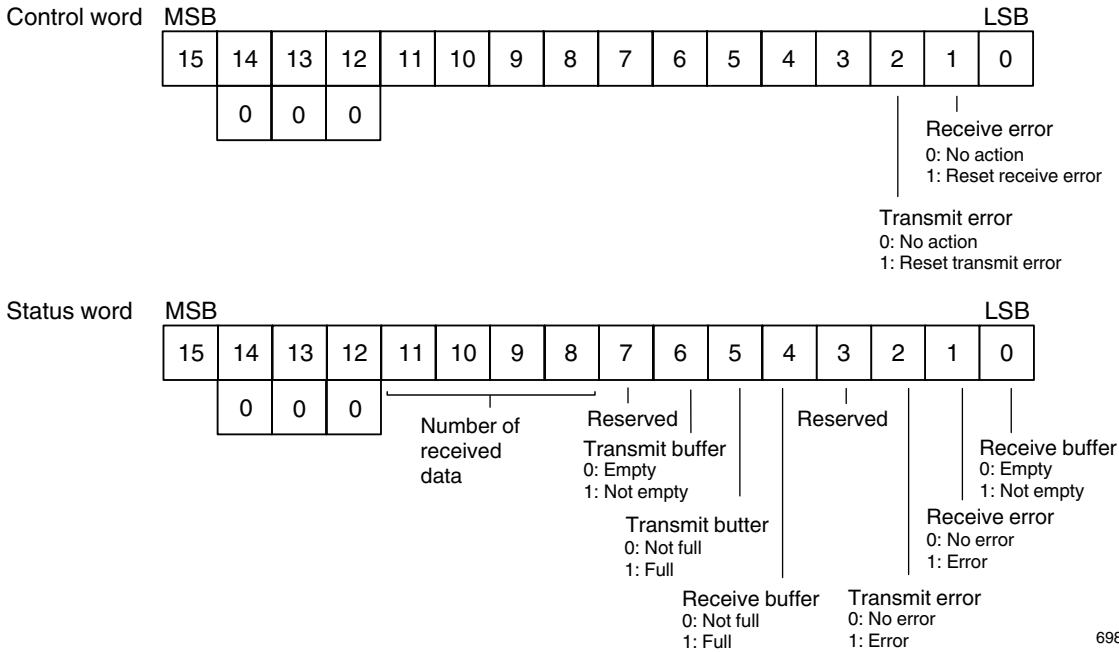 Control word MSB LSB
15 14 13 12 11 10 9 8 7 6 5 4 3 2 1 0
0 0 0
Receive error
0: No action
1: Reset receive error
Transmit error
0: No action
1: Reset transmit error
Status word MSB LSB
15 14 13 12 11 10 9 8 7 6 5 4 3 2 1 0
0 0 0
Number of
received
data
Reserved
Transmit buffer
0: Empty
1: Not empty
Transmit butter
0: Not full
1: Full
Receive buffer
0: Not full
1: Full
Reserved
Transmit error
0: No error
1: Error
Receive error
0: No error
1: Error
Receive buffer
0: Empty
1: Not empty
698